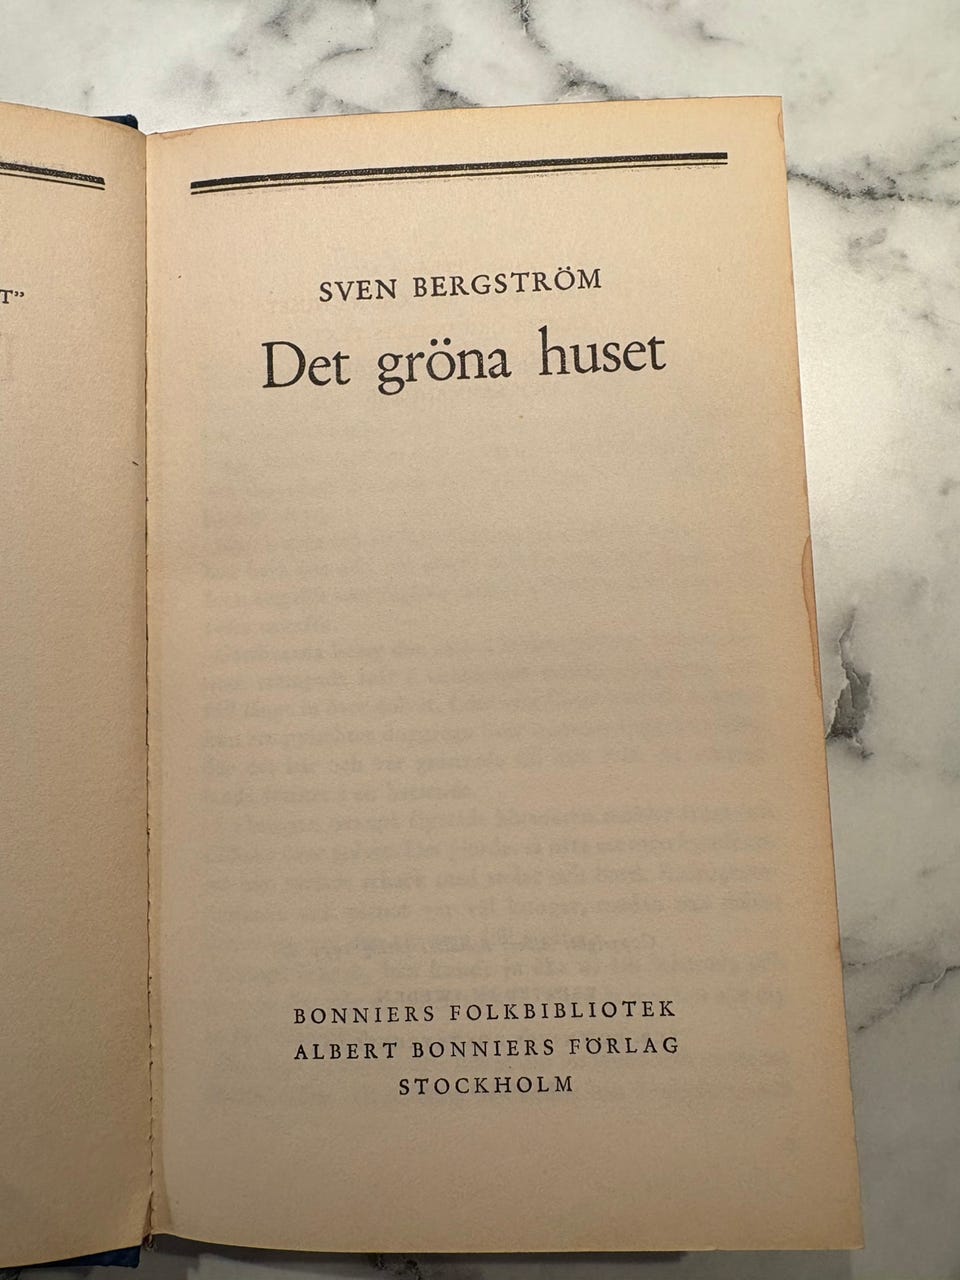 T”
SVEN BERGSTRÖM
Det gröna huset
BONNIERS FOLKBIBLIOTEK
ALBERT BONNIERS FÖRLAG
STOCKHOLM